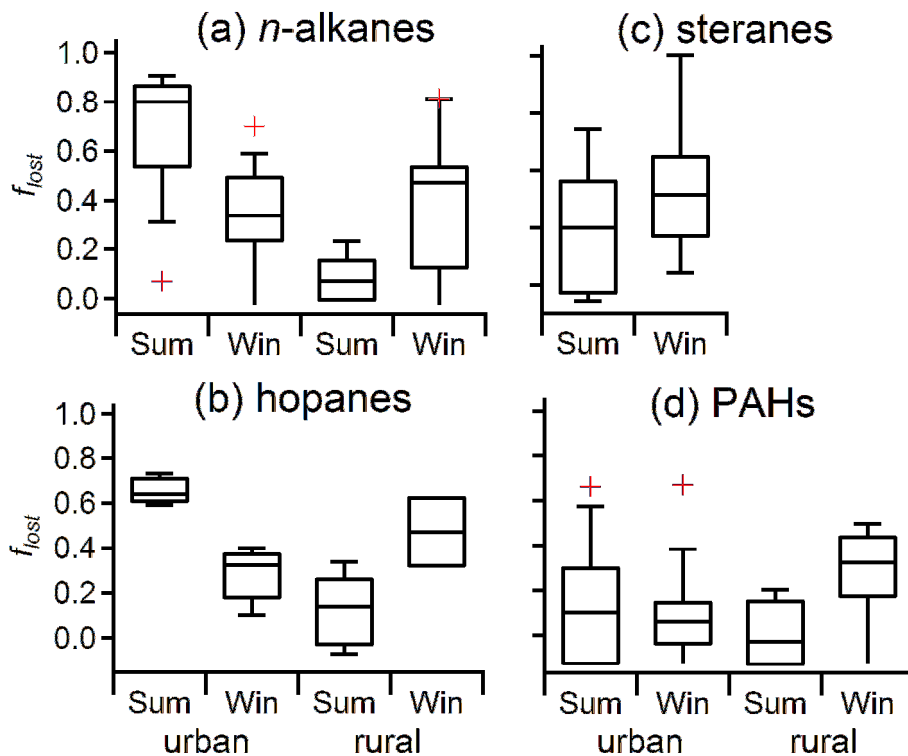 (a) n-alkanes
(c) steranes
1.0
0.8
0.6
0.4
0.2
0.0
f_lost
Sum Win Sum Win
Sum Win
(b) hopanes
(d) PAHs
1.0
0.8
0.6
0.4
0.2
0.0
f_lost
Sum Win Sum Win
Sum Win Sum Win
urban rural
urban rural